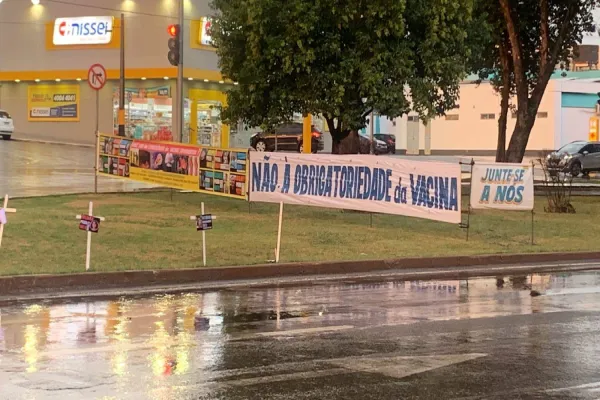 nissei
NÃO À OBRIGATORIEDADE da VACINA
JUNTE-SE
A NÓS